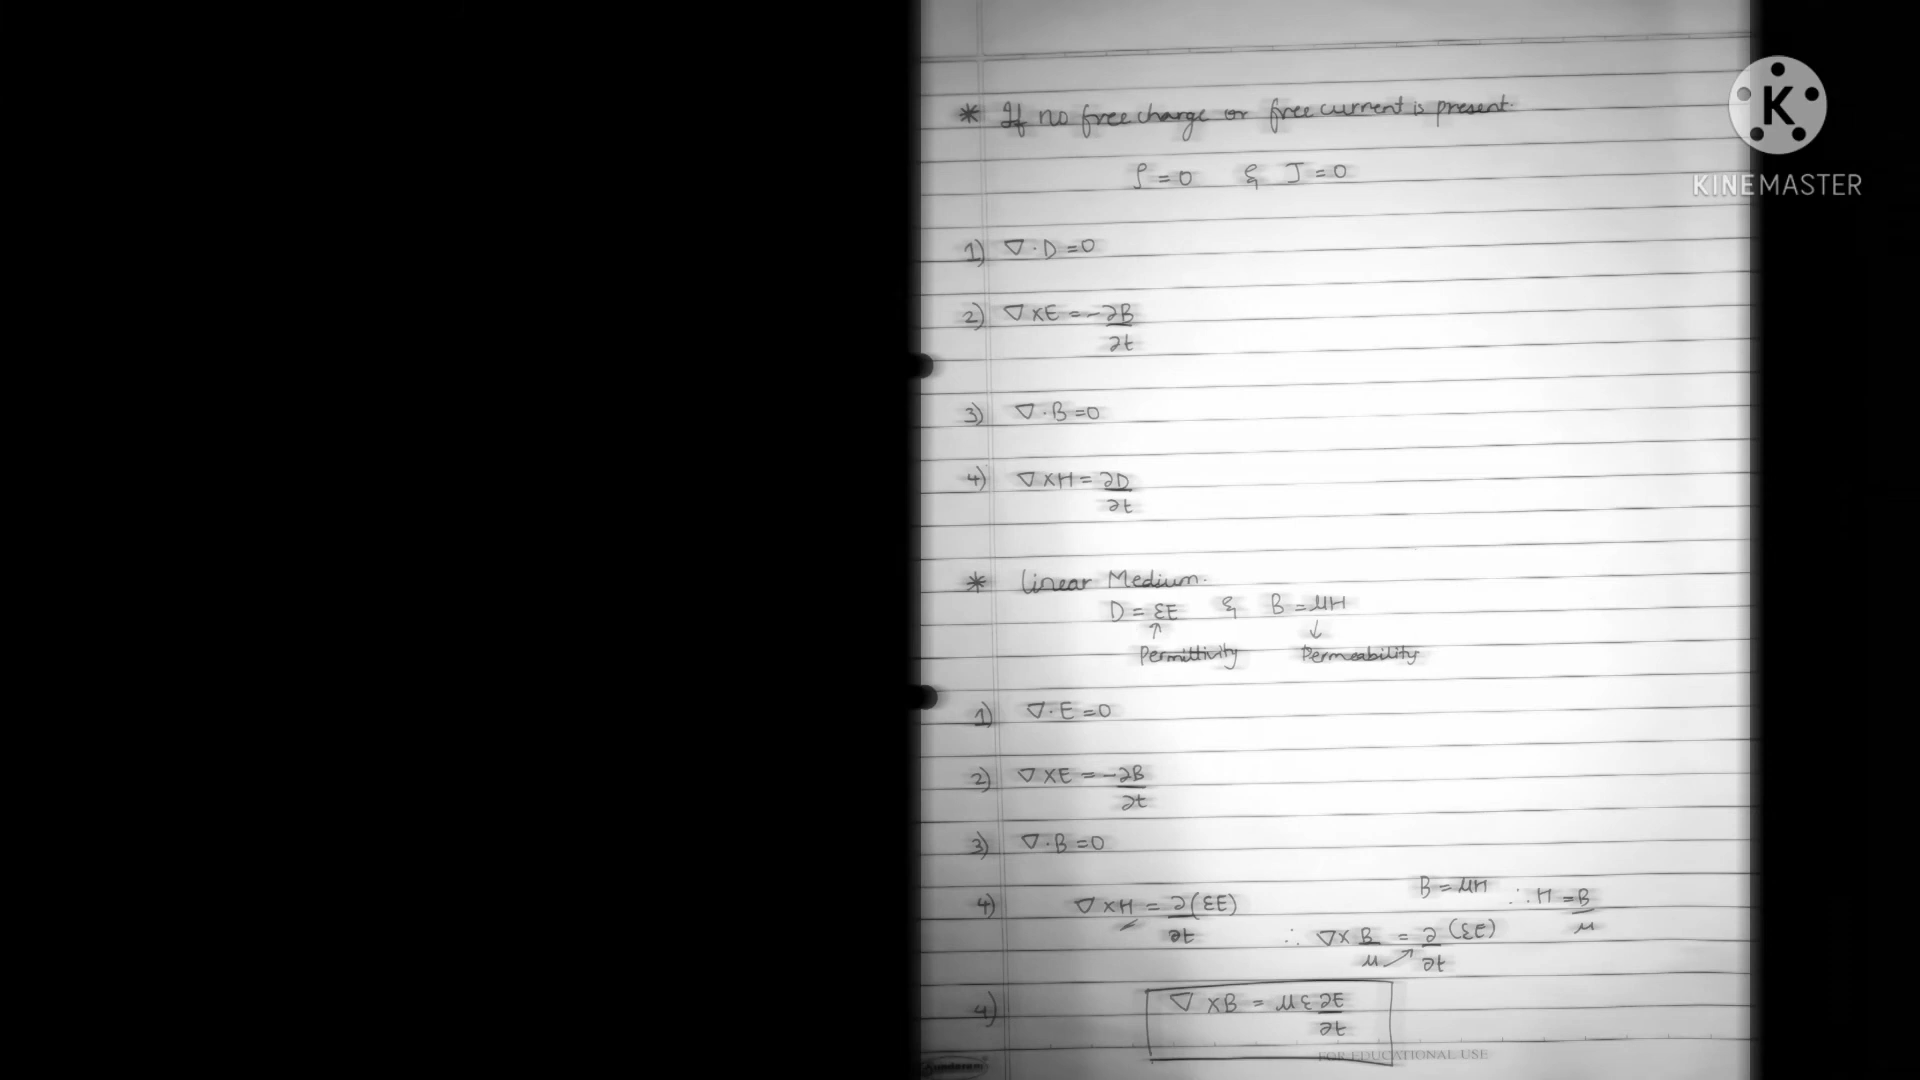 * If no free charge or free current is present.
ρ = 0 & J = 0
1) ∇ · D = 0
2) ∇ × E = - ∂B/∂t
3) ∇ · B = 0
4) ∇ × H = ∂D/∂t
* linear Medium.
D = εE & B = μH
↑ ↓
Permittivity Permeability
1) ∇ · E = 0
2) ∇ × E = - ∂B/∂t
3) ∇ · B = 0
B = μH ∴ H = B/μ
4) ∇ × H = ∂(εE)/∂t ∴ ∇ × B/μ = ∂/∂t (εE)
4) ∇ × B = με ∂E/∂t
FOR EDUCATIONAL USE
Sundaram
K
KINEMASTER